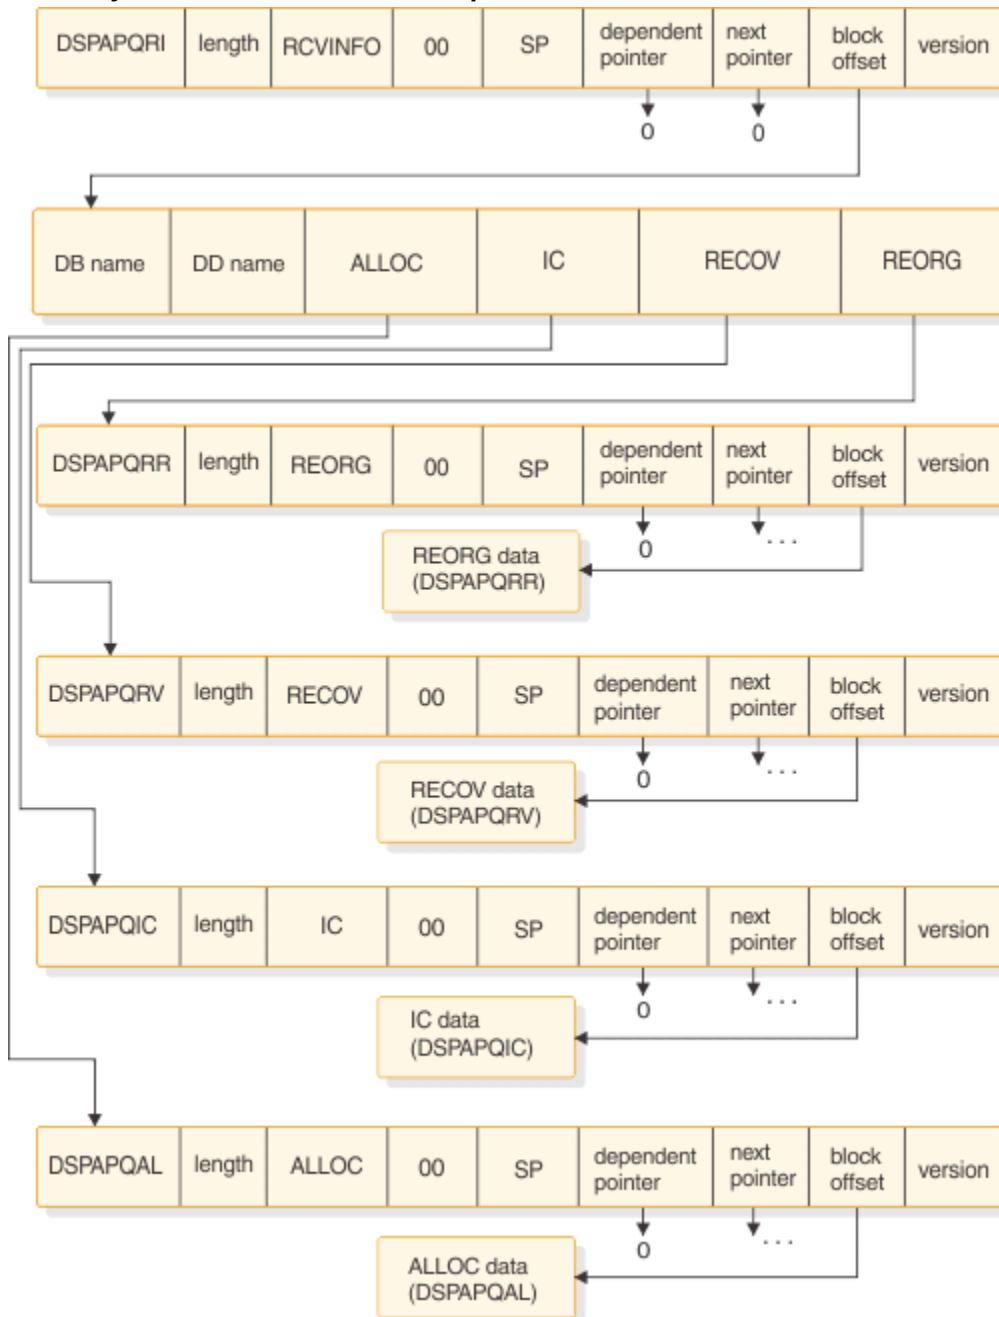 DSPAPQRI length RCVINFO 00 SP dependent pointer next pointer block offset version
0 0
DB name DD name ALLOC IC RECOV REORG
DSPAPQRR length REORG 00 SP dependent pointer next pointer block offset version
0 ...
REORG data
(DSPAPQRR)
DSPAPQRV length RECOV 00 SP dependent pointer next pointer block offset version
0 ...
RECOV data
(DSPAPQRV)
DSPAPQIC length IC 00 SP dependent pointer next pointer block offset version
0 ...
IC data
(DSPAPQIC)
DSPAPQAL length ALLOC 00 SP dependent pointer next pointer block offset version
0 ...
ALLOC data
(DSPAPQAL)